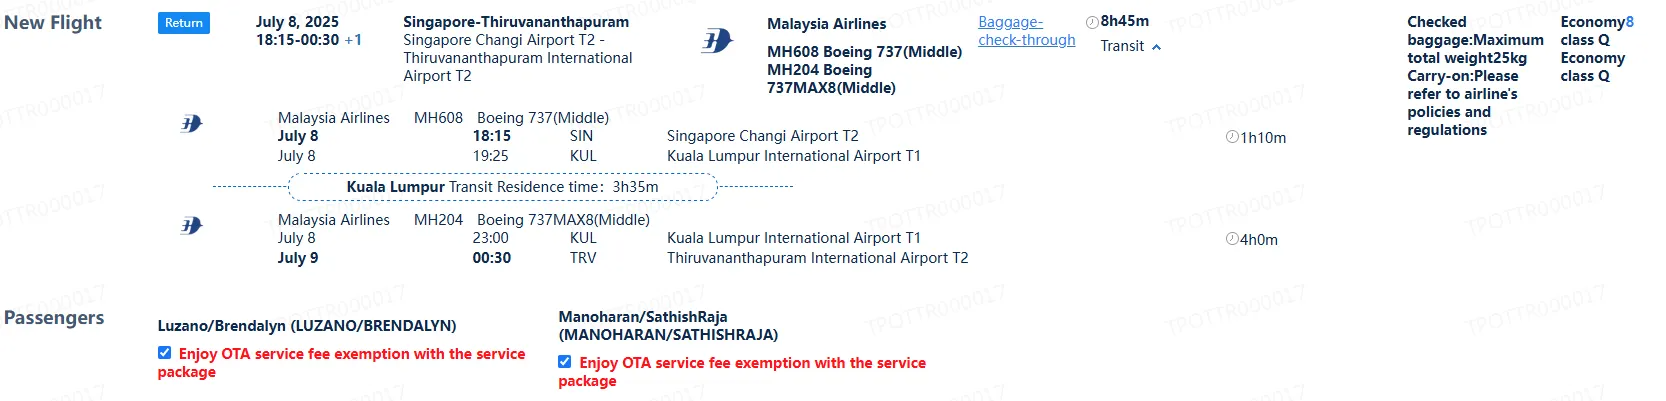 New Flight
Return
July 8, 2025
18:15-00:30 +1
Singapore-Thiruvananthapuram
Singapore Changi Airport T2 -
Thiruvananthapuram International
Airport T2
Malaysia Airlines
MH608 Boeing 737(Middle)
MH204 Boeing
737MAX8(Middle)
Baggage-
check-through
8h45m
Transit
Checked
baggage:Maximum
total weight25kg
Carry-on:Please
refer to airline's
policies and
regulations
Economy8
class Q
Economy
class Q
Malaysia Airlines MH608 Boeing 737(Middle)
July 8 18:15 SIN Singapore Changi Airport T2
July 8 19:25 KUL Kuala Lumpur International Airport T1
1h10m
Kuala Lumpur Transit Residence time：3h35m
Malaysia Airlines MH204 Boeing 737MAX8(Middle)
July 8 23:00 KUL Kuala Lumpur International Airport T1
July 9 00:30 TRV Thiruvananthapuram International Airport T2
4h0m
Passengers
Luzano/Brendalyn (LUZANO/BRENDALYN)
Enjoy OTA service fee exemption with the service
package
Manoharan/SathishRaja
(MANOHARAN/SATHISHRAJA)
Enjoy OTA service fee exemption with the service
package
TPOTTR000017